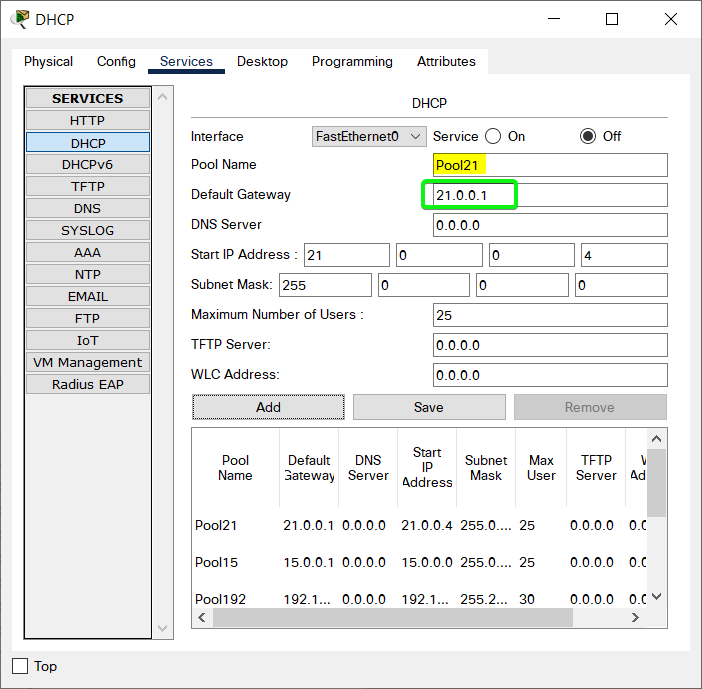 DHCP
Physical Config Services Desktop Programming Attributes
SERVICES
HTTP
DHCP
DHCPv6
TFTP
DNS
SYSLOG
AAA
NTP
EMAIL
FTP
IoT
VM Management
Radius EAP
DHCP
Interface FastEthernet0 Service On Off
Pool Name Pool21
Default Gateway 21.0.0.1
DNS Server 0.0.0.0
Start IP Address : 21 0 0 4
Subnet Mask: 255 0 0 0
Maximum Number of Users : 25
TFTP Server: 0.0.0.0
WLC Address: 0.0.0.0
Add Save Remove
Pool Name Default Gateway DNS Server Start IP Address Subnet Mask Max User TFTP Server
Pool21 21.0.0.1 0.0.0.0 21.0.0.4 255.0.... 25 0.0.0.0 0.0
Pool15 15.0.0.1 0.0.0.0 15.0.0.0 255.0.... 25 0.0.0.0 0.0
Pool192 192.1... 0.0.0.0 192.1... 255.2... 30 0.0.0.0 0.0
Top